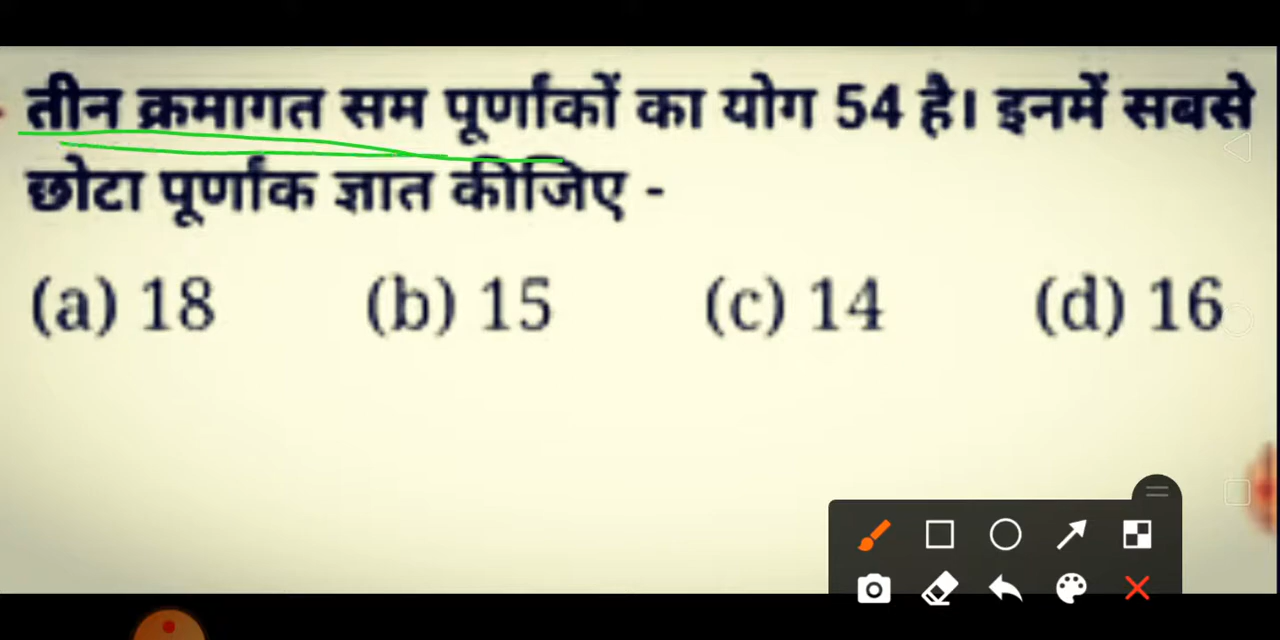 तीन क्रमागत सम पूर्णांकों का योग 54 है। इनमें सबसे
छोटा पूर्णांक ज्ञात कीजिए -
(a) 18 (b) 15 (c) 14 (d) 16